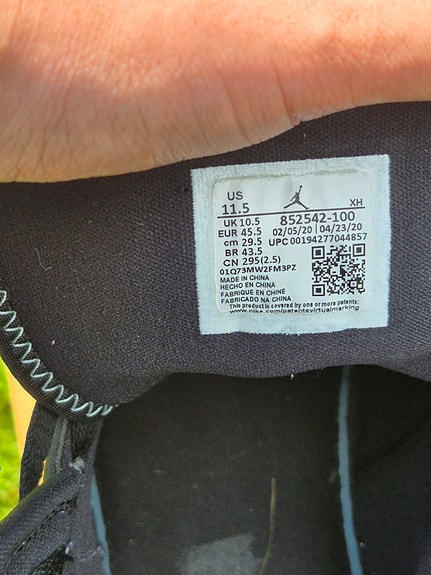 US
11.5 XH
UK 10.5 852542-100
EUR 45.5 02/05/20 | 04/23/20
cm 29.5 UPC 00194277044857
BR 43.5
CN 295(2.5)
01Q73MW2FM3PZ
MADE IN CHINA
HECHO EN CHINA
FABRIQUE EN CHINE
FABRICADO NA CHINA
This product is covered by one or more patents:
www.nike.com/patentsvirtualmarking